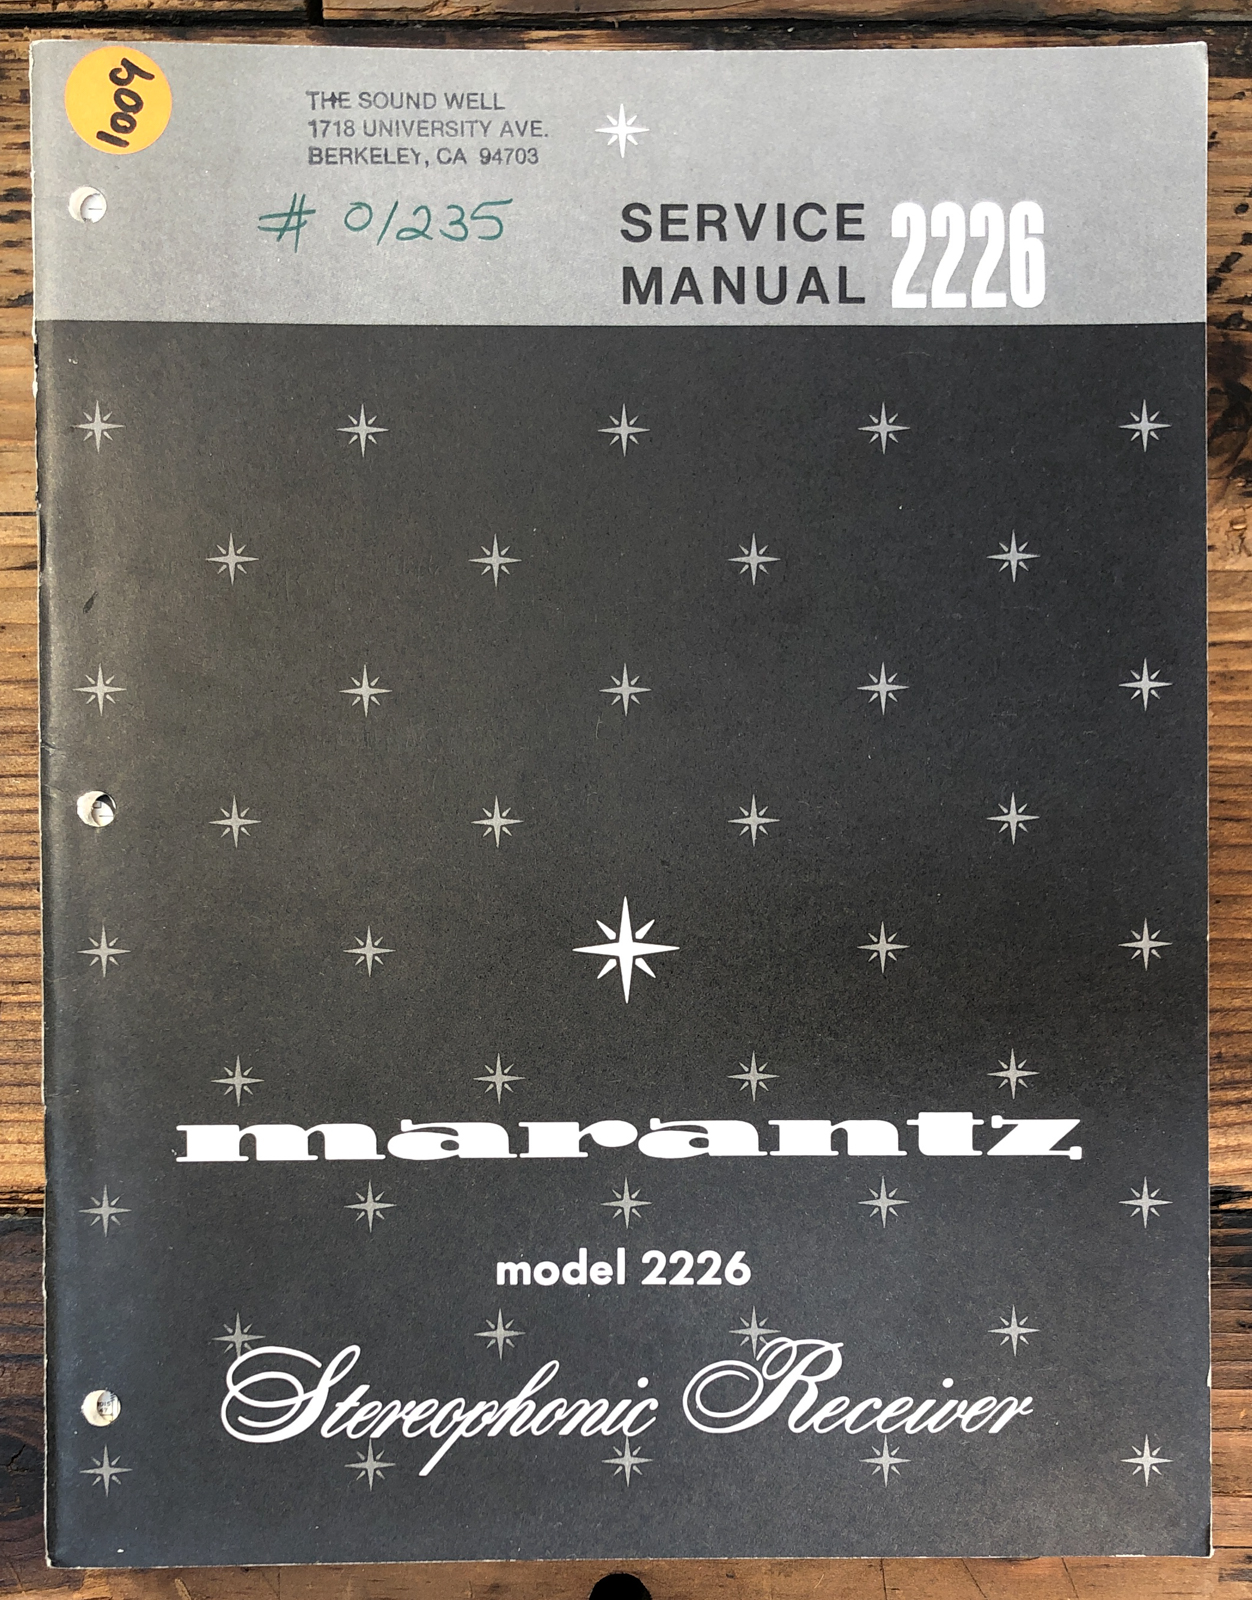 1009
THE SOUND WELL
1718 UNIVERSITY AVE.
BERKELEY, CA 94703
# 01235
SERVICE
MANUAL 2226
marantz
model 2226
Stereophonic Receiver